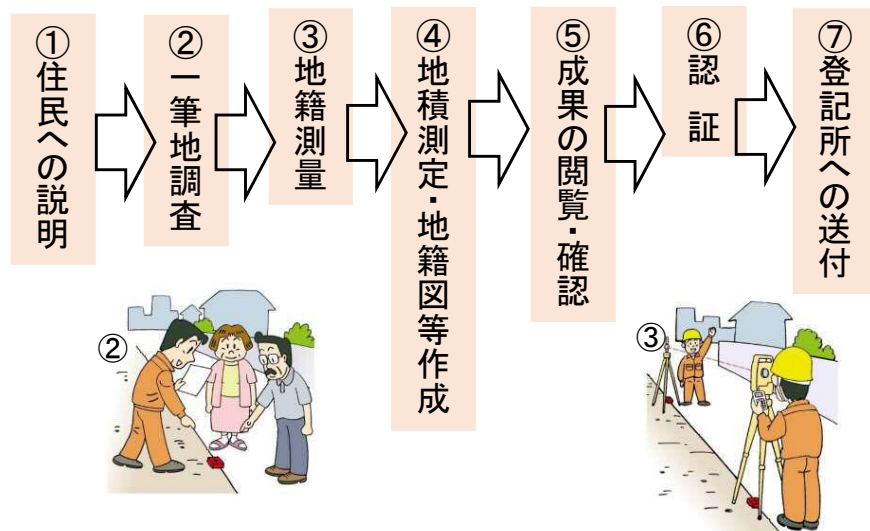 ①住民への説明
②一筆地調査
③地籍測量
④地積測定・地籍図等作成
⑤成果の閲覧・確認
⑥認証
⑦登記所への送付
②
③